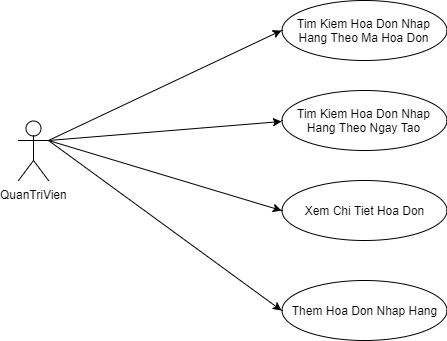 Tim Kiem Hoa Don Nhap
Hang Theo Ma Hoa Don
Tim Kiem Hoa Don Nhap
Hang Theo Ngay Tao
QuanTriVien
Xem Chi Tiet Hoa Don
Them Hoa Don Nhap Hang